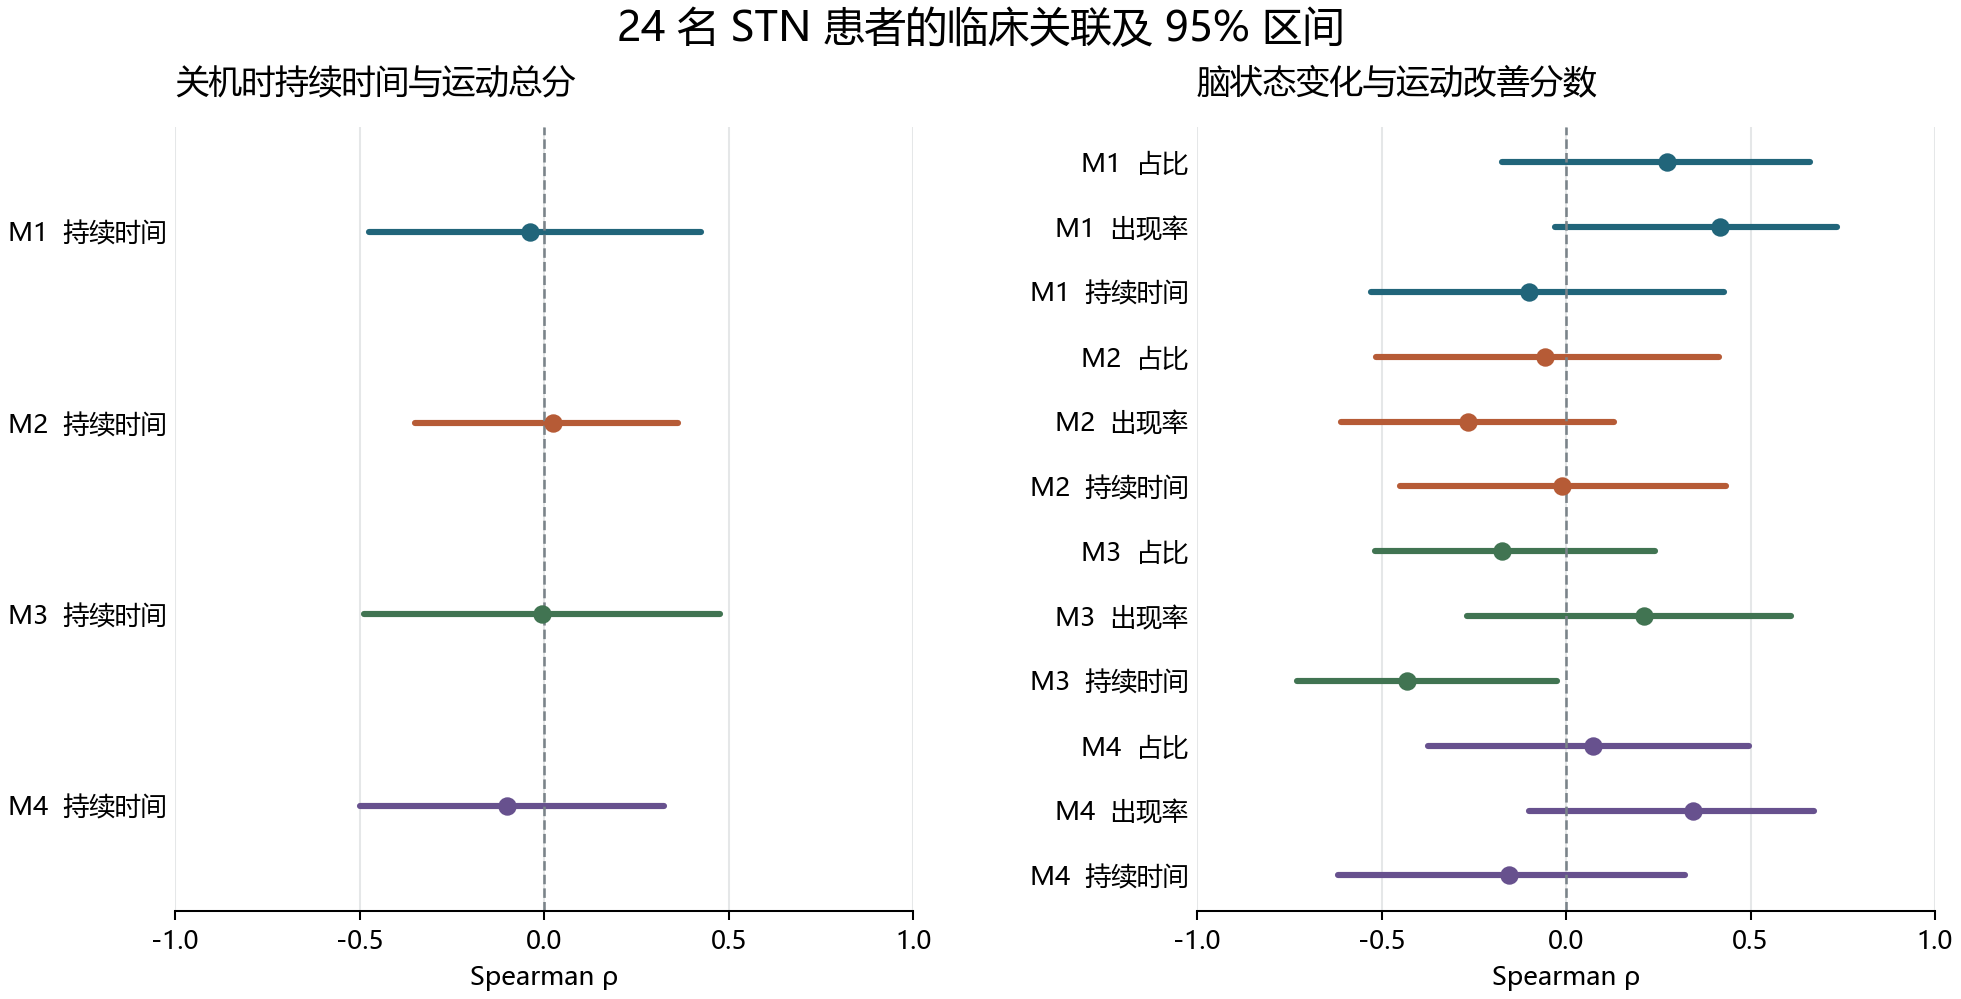 24 名 STN 患者的临床关联及 95% 区间
关机时持续时间与运动总分
M1 持续时间
M2 持续时间
M3 持续时间
M4 持续时间
-1.0 -0.5 0.0 0.5 1.0
Spearman ρ
脑状态变化与运动改善分数
M1 占比
M1 出现率
M1 持续时间
M2 占比
M2 出现率
M2 持续时间
M3 占比
M3 出现率
M3 持续时间
M4 占比
M4 出现率
M4 持续时间
-1.0 -0.5 0.0 0.5 1.0
Spearman ρ